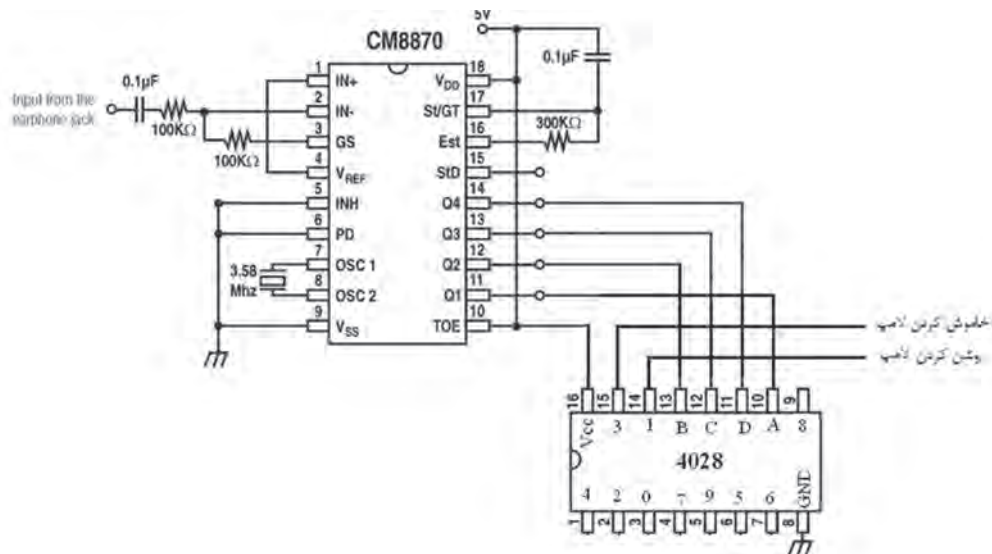 5V
CM8870
0.1µF
0.1µF
Input from the
earphone jack
100KΩ
100KΩ
300KΩ
1 IN+
2 IN-
3 GS
4 VREF
5 INH
6 PD
7 OSC 1
8 OSC 2
9 VSS
3.58
Mhz
18 VDD
17 St/GT
16 Est
15 StD
14 Q4
13 Q3
12 Q2
11 Q1
10 TOE
خاموش کردن لامپ
روشن کردن لامپ
16 15 14 13 12 11 10 9
Vcc 3 1 B C D A 8
4028
4 2 0 7 9 5 6 GND
1 2 3 4 5 6 7 8